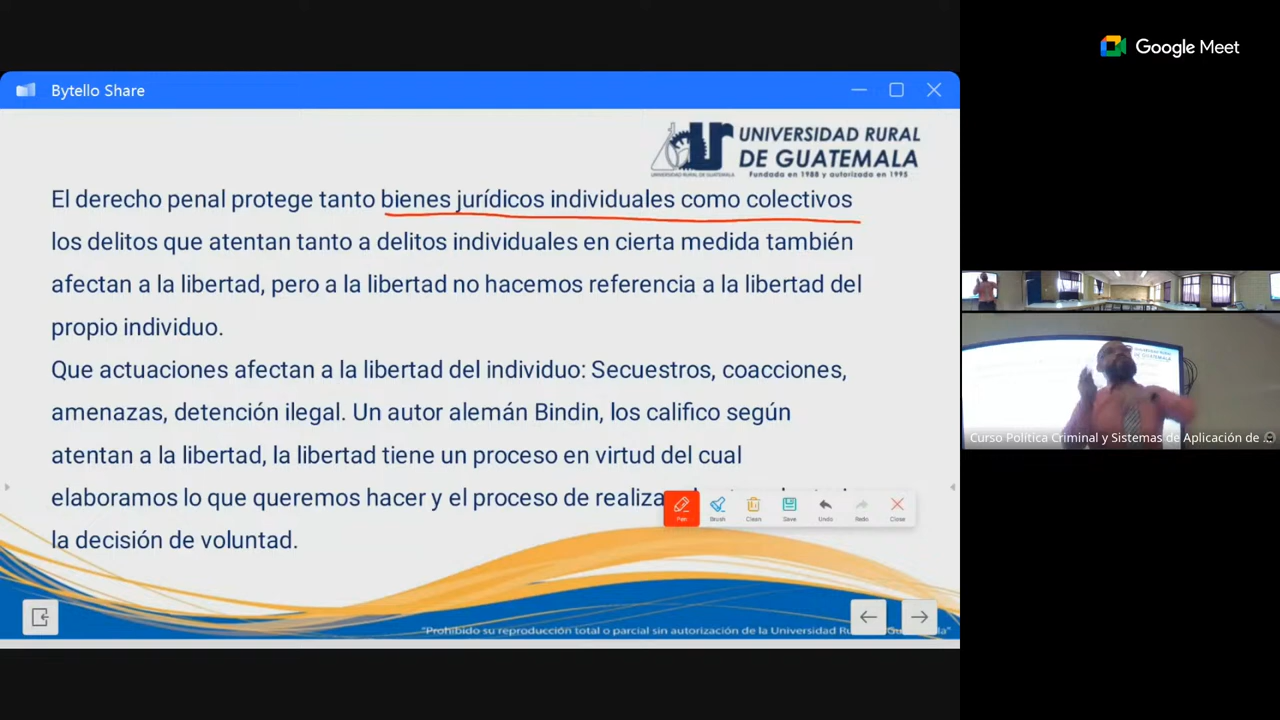 Google Meet
Bytello Share
UNIVERSIDAD RURAL
DE GUATEMALA
Fundada en 1988 y autorizada en 1995
El derecho penal protege tanto bienes jurídicos individuales como colectivos
los delitos que atentan tanto a delitos individuales en cierta medida también
afectan a la libertad, pero a la libertad no hacemos referencia a la libertad del
propio individuo.
Que actuaciones afectan a la libertad del individuo: Secuestros, coacciones,
amenazas, detención ilegal. Un autor alemán Bindin, los califico según
atentan a la libertad, la libertad tiene un proceso en virtud del cual
elaboramos lo que queremos hacer y el proceso de
la decisión de voluntad.
Pen Brush Clean Save Undo Redo Close
Curso Política Criminal y Sistemas de Aplicación de ...
"Prohibido su reproducción total o parcial sin autorización de la Universidad